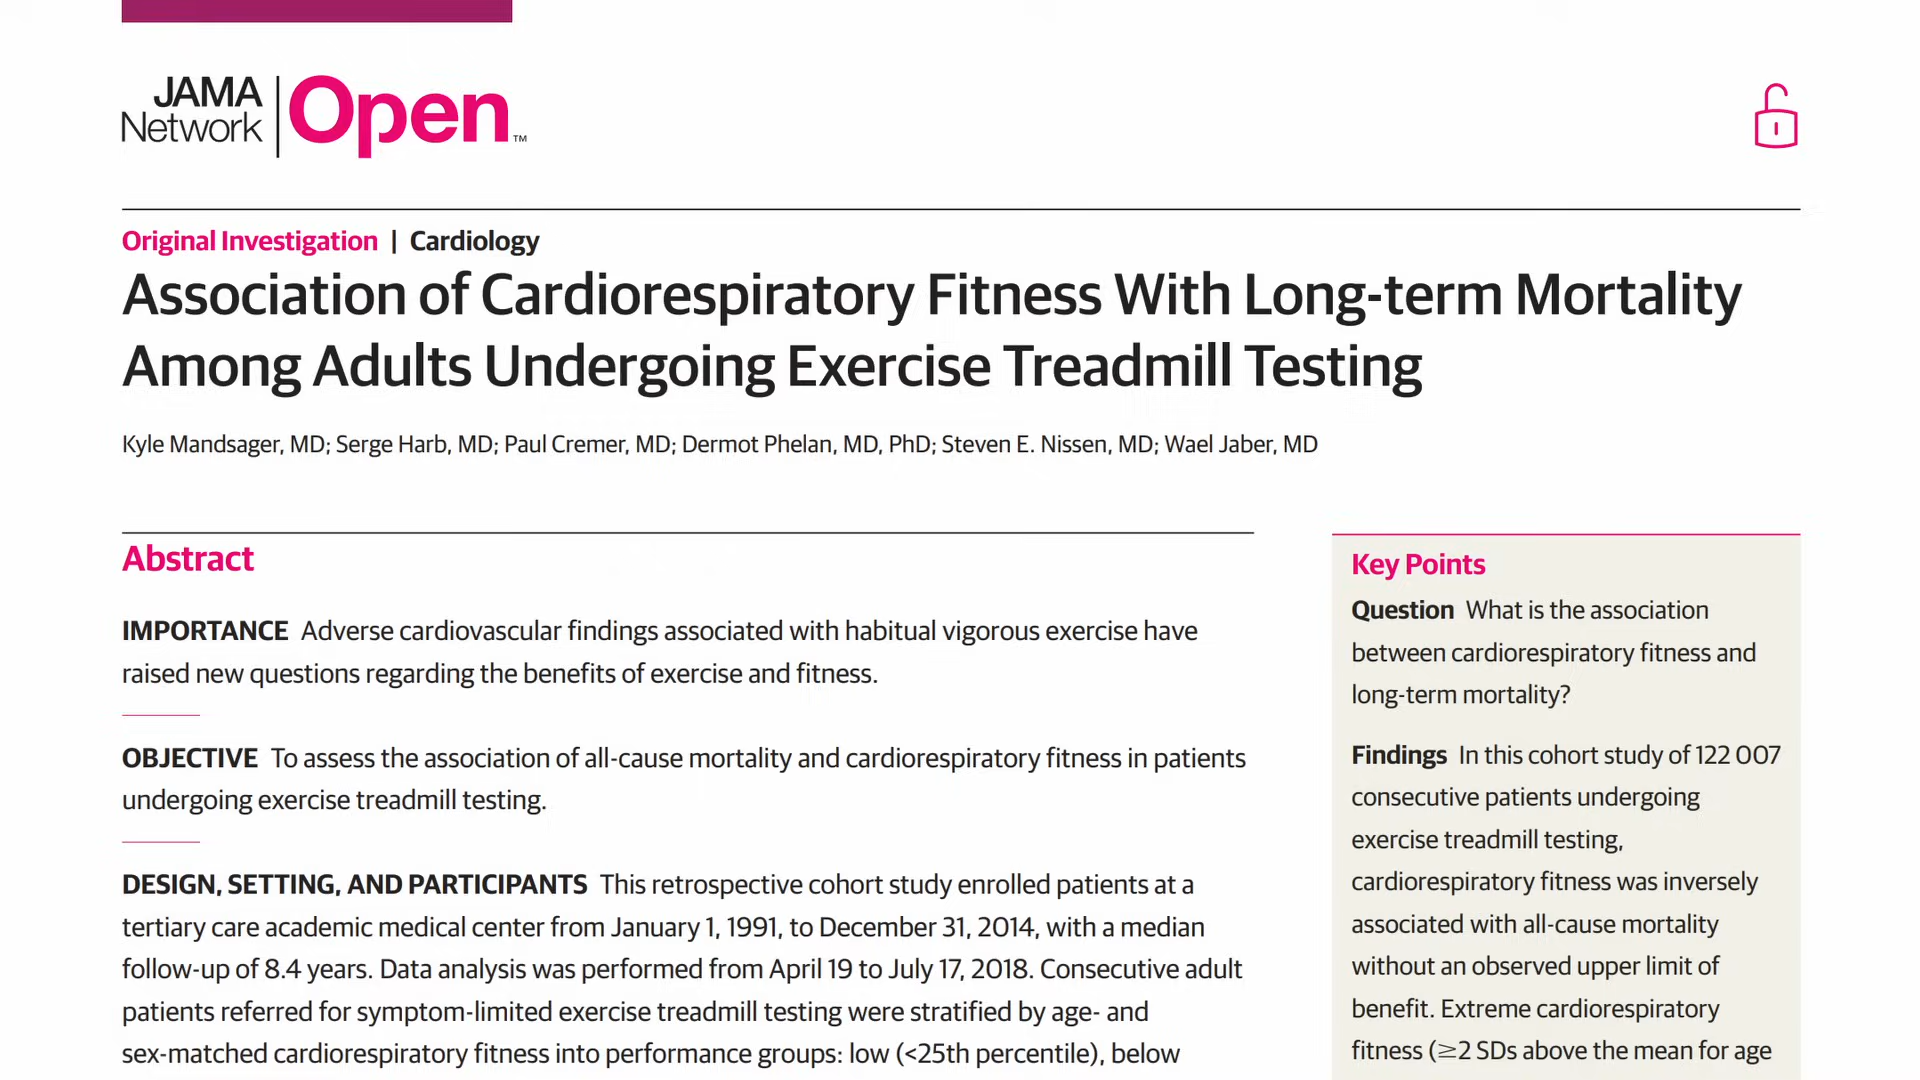 JAMA
Network
Open™
Original Investigation | Cardiology
Association of Cardiorespiratory Fitness With Long-term Mortality
Among Adults Undergoing Exercise Treadmill Testing
Kyle Mandsager, MD; Serge Harb, MD; Paul Cremer, MD; Dermot Phelan, MD, PhD; Steven E. Nissen, MD; Wael Jaber, MD
Abstract
IMPORTANCE Adverse cardiovascular findings associated with habitual vigorous exercise have
raised new questions regarding the benefits of exercise and fitness.
OBJECTIVE To assess the association of all-cause mortality and cardiorespiratory fitness in patients
undergoing exercise treadmill testing.
DESIGN, SETTING, AND PARTICIPANTS This retrospective cohort study enrolled patients at a
tertiary care academic medical center from January 1, 1991, to December 31, 2014, with a median
follow-up of 8.4 years. Data analysis was performed from April 19 to July 17, 2018. Consecutive adult
patients referred for symptom-limited exercise treadmill testing were stratified by age- and
sex-matched cardiorespiratory fitness into performance groups: low (<25th percentile), below
Key Points
Question What is the association
between cardiorespiratory fitness and
long-term mortality?
Findings In this cohort study of 122 007
consecutive patients undergoing
exercise treadmill testing,
cardiorespiratory fitness was inversely
associated with all-cause mortality
without an observed upper limit of
benefit. Extreme cardiorespiratory
fitness (≥2 SDs above the mean for age